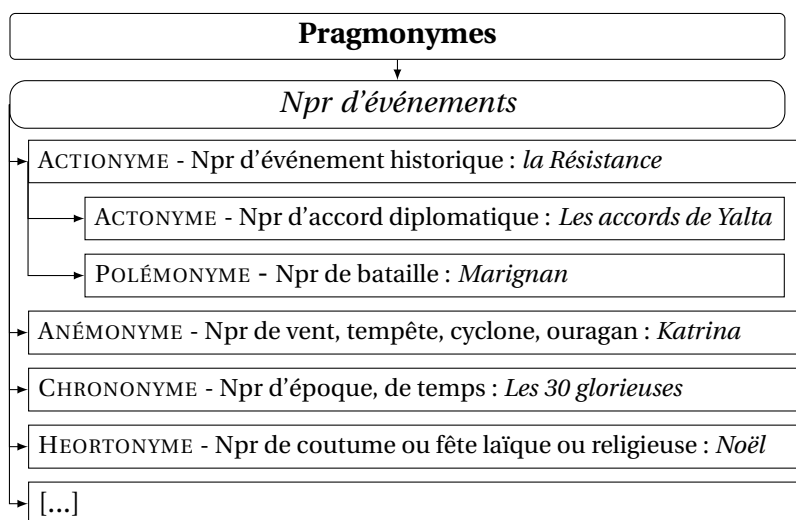 Pragmonymes
Npr d'événements
ACTIONYME - Npr d'événement historique : la Résistance
ACTONYME - Npr d'accord diplomatique : Les accords de Yalta
POLÉMONYME - Npr de bataille : Marignan
ANÉMONYME - Npr de vent, tempête, cyclone, ouragan : Katrina
CHRONONYME - Npr d'époque, de temps : Les 30 glorieuses
HEORTONYME - Npr de coutume ou fête laïque ou religieuse : Noël
[...]